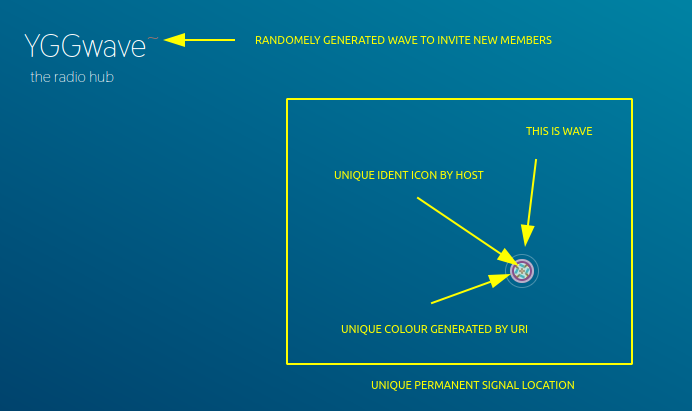 YGGwave~
RANDOMELY GENERATED WAVE TO INVITE NEW MEMBERS
the radio hub
THIS IS WAVE
UNIQUE IDENT ICON BY HOST
UNIQUE COLOUR GENERATED BY URI
UNIQUE PERMANENT SIGNAL LOCATION